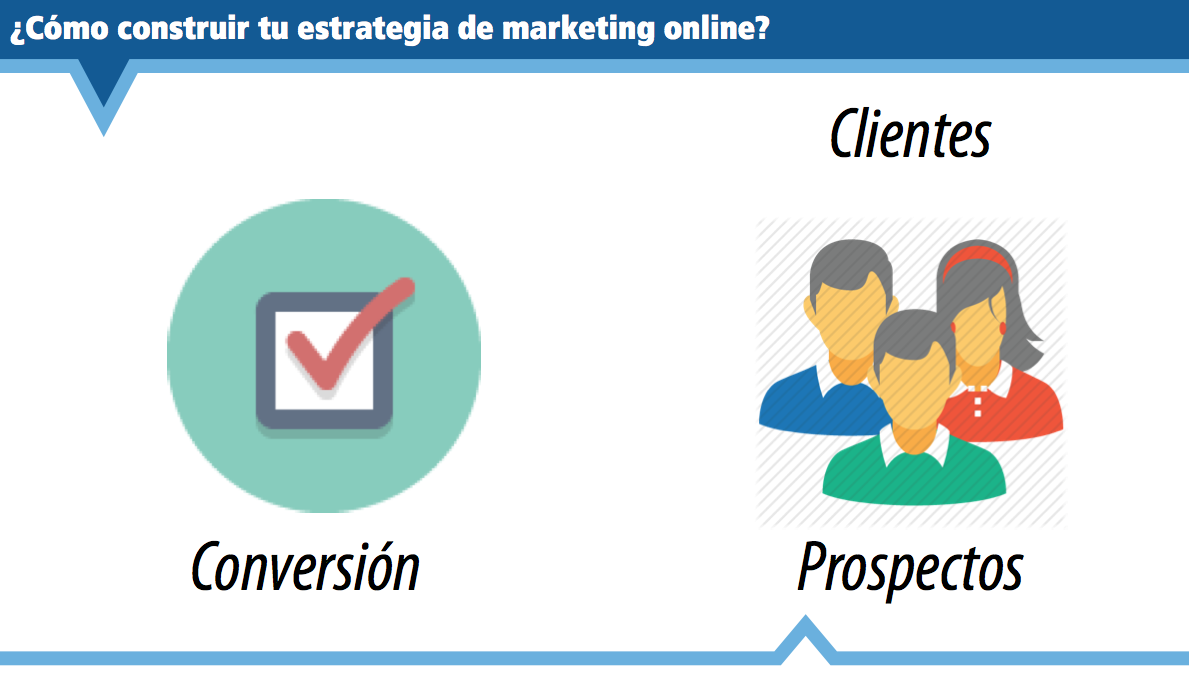 ¿Cómo construir tu estrategia de marketing online?
Clientes
Conversión
Prospectos